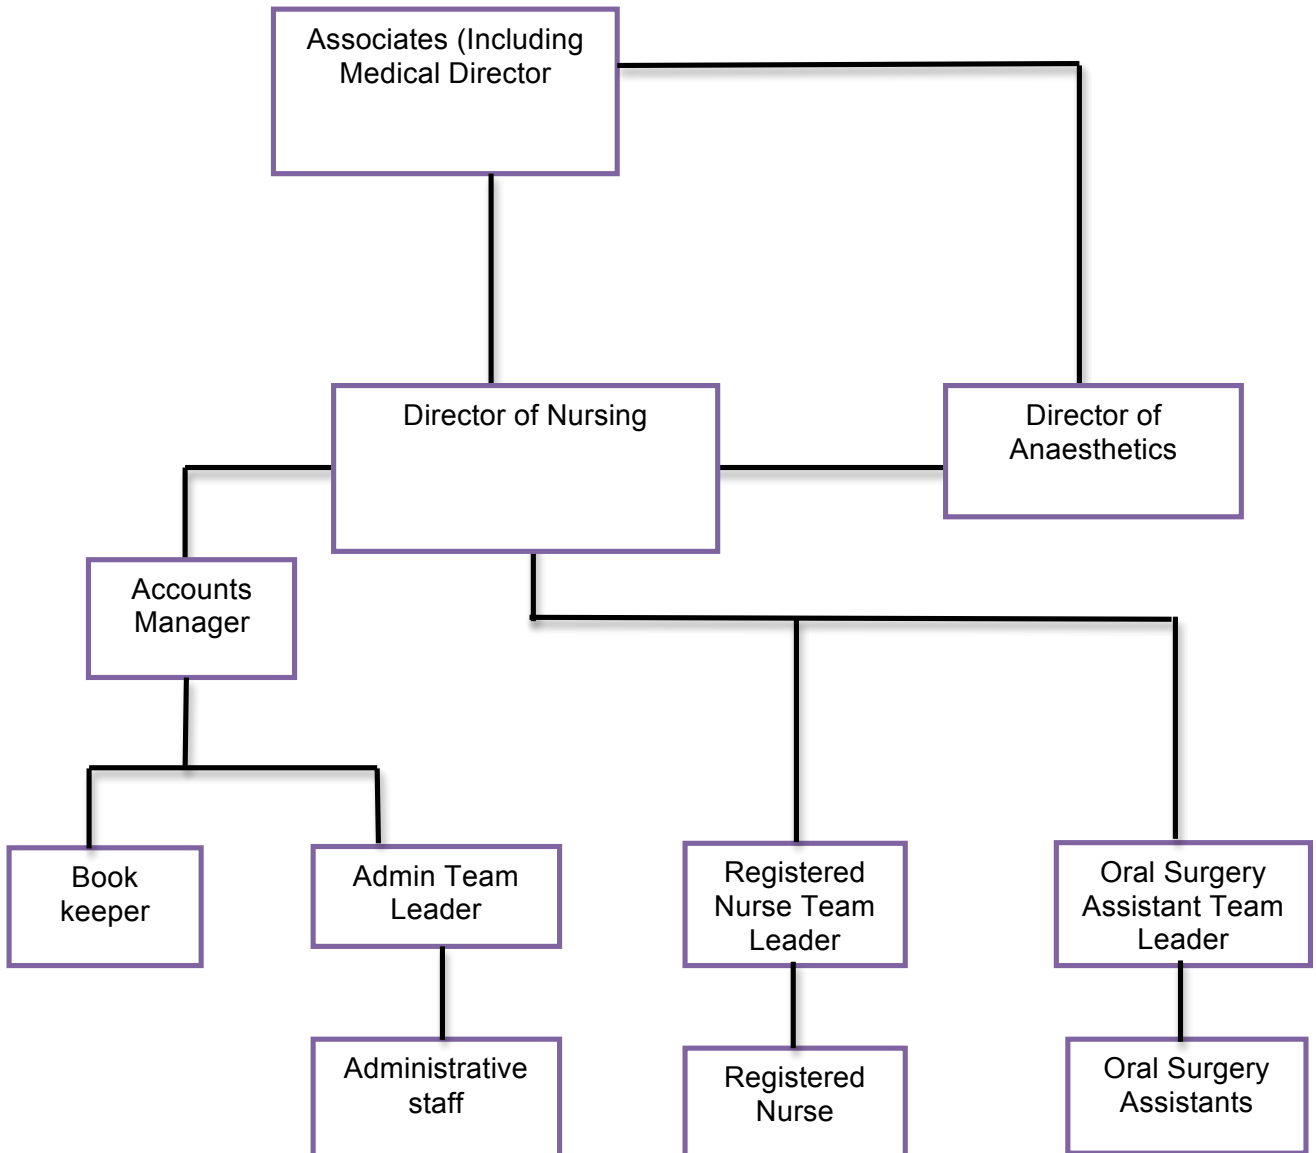 Associates (Including
Medical Director
Director of Nursing
Director of
Anaesthetics
Accounts
Manager
Book
keeper
Admin Team
Leader
Registered
Nurse Team
Leader
Oral Surgery
Assistant Team
Leader
Administrative
staff
Registered
Nurse
Oral Surgery
Assistants